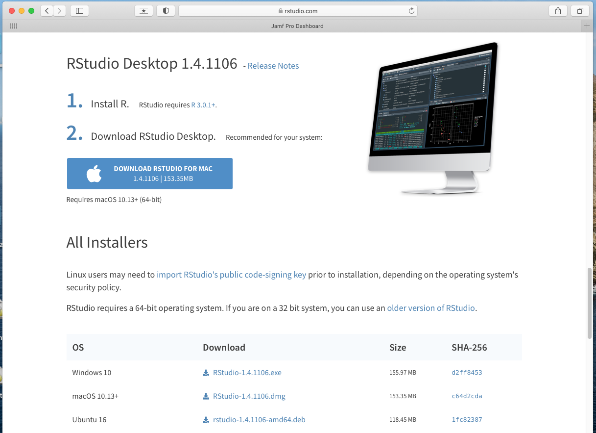 rstudio.com
Jamf Pro Dashboard
RStudio Desktop 1.4.1106 - Release Notes
1. Install R. RStudio requires R 3.0.1+.
2. Download RStudio Desktop. Recommended for your system:
DOWNLOAD RSTUDIO FOR MAC
1.4.1106 | 153.35MB
Requires macOS 10.13+ (64-bit)
All Installers
Linux users may need to import RStudio's public code-signing key prior to installation, depending on the operating system's
security policy.
RStudio requires a 64-bit operating system. If you are on a 32 bit system, you can use an older version of RStudio.
OS Download Size SHA-256
Windows 10 RStudio-1.4.1106.exe 155.97 MB d2ff8453
macOS 10.13+ RStudio-1.4.1106.dmg 153.35 MB c64d2cda
Ubuntu 16 rstudio-1.4.1106-amd64.deb 118.45 MB 1fc82387